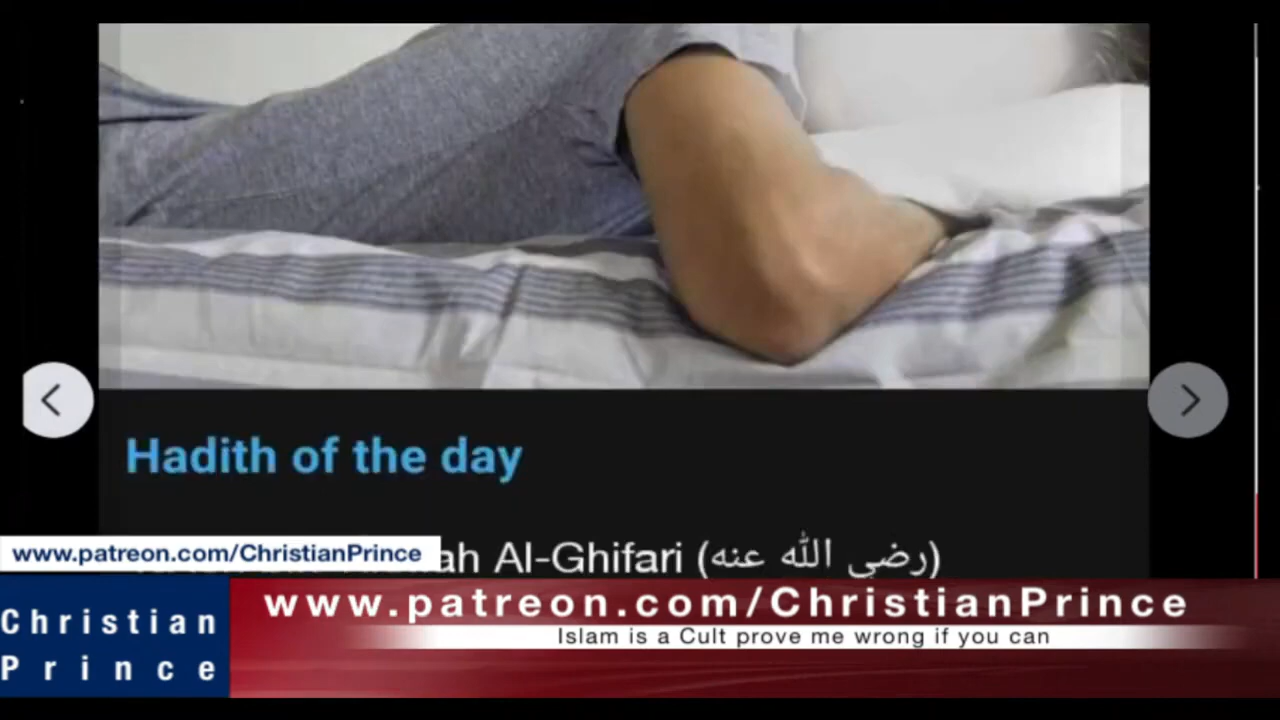 Hadith of the day
Al-Ghifari (رضي الله عنه)
www.patreon.com/ChristianPrince
www.patreon.com/ChristianPrince
Christian
Prince
Islam is a Cult prove me wrong if you can